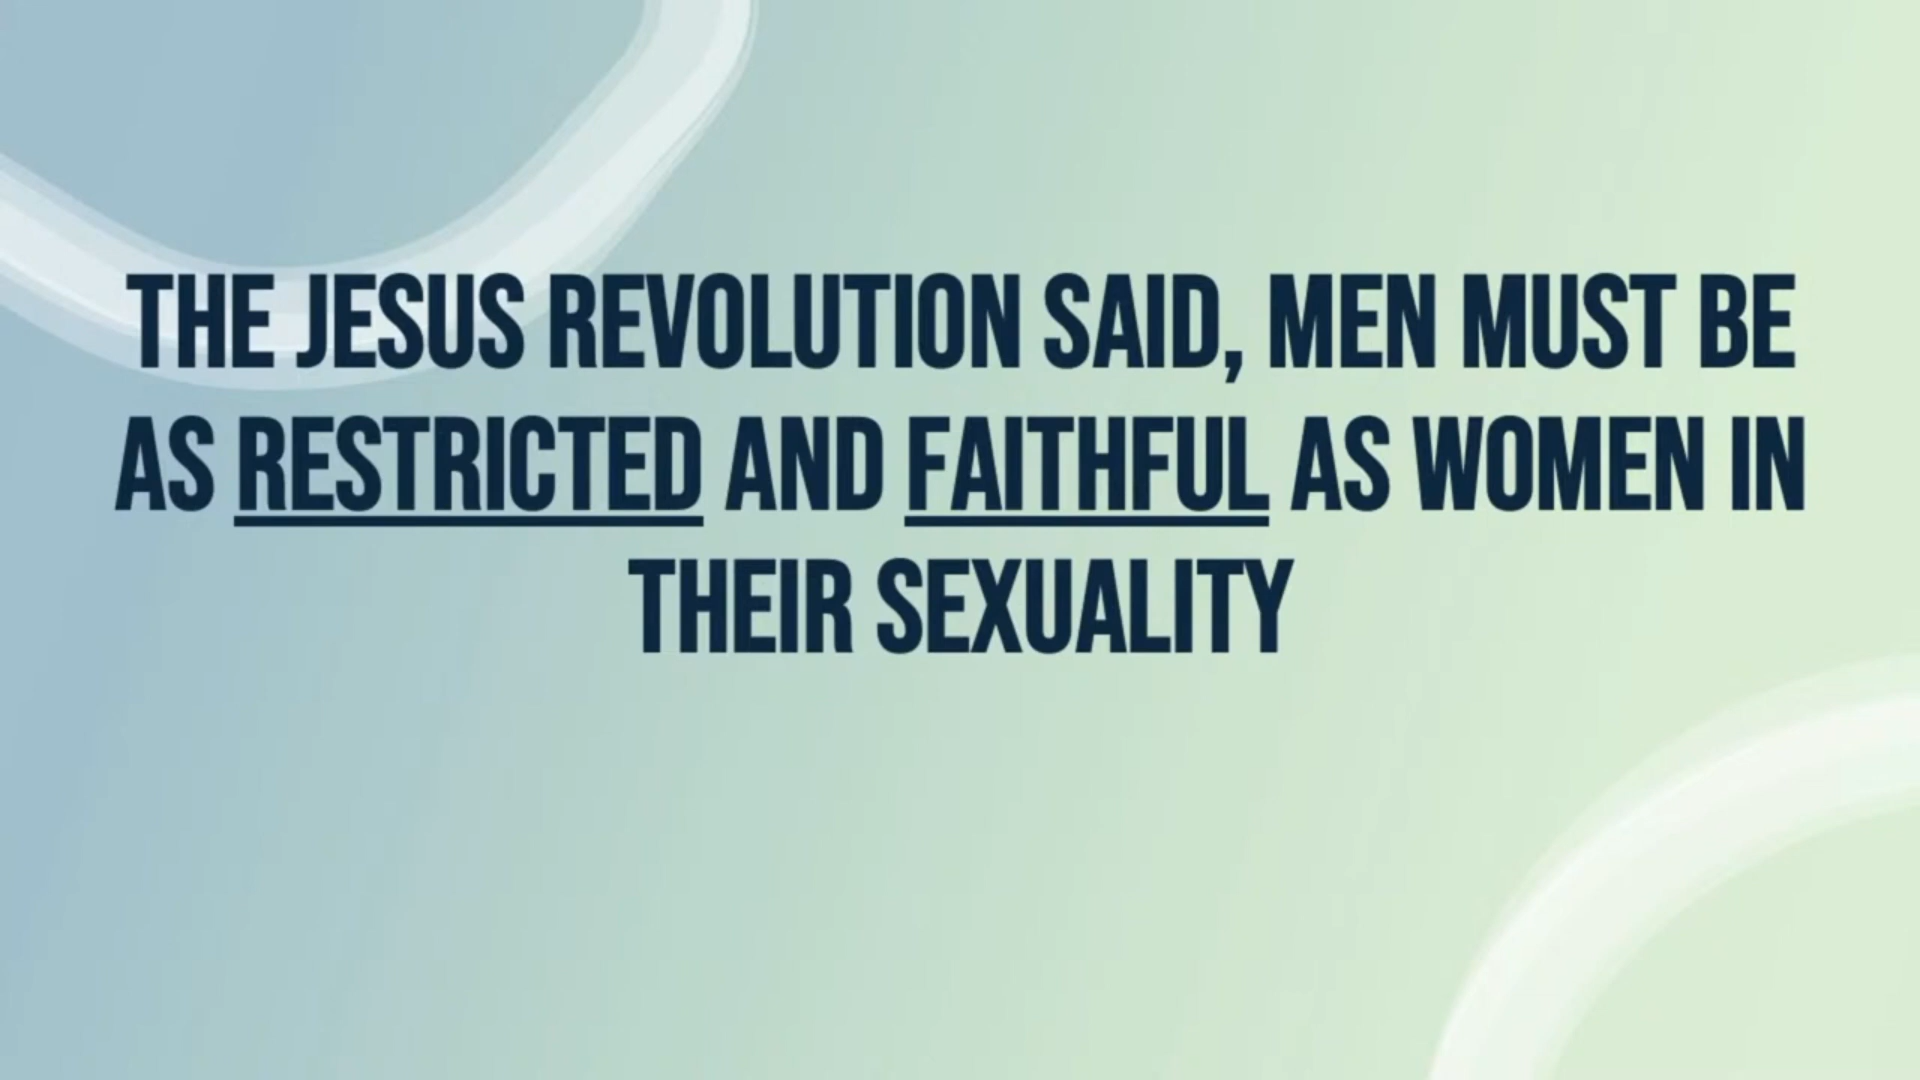 THE JESUS REVOLUTION SAID, MEN MUST BE
AS RESTRICTED AND FAITHFUL AS WOMEN IN
THEIR SEXUALITY